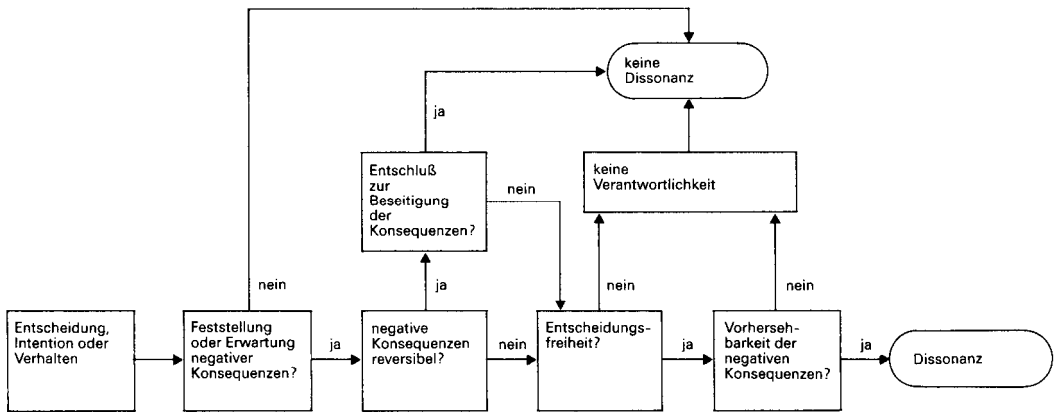 keine
Dissonanz
ja
Entschluß
zur
Beseitigung
der
Konsequenzen?
nein
keine
Verantwortlichkeit
nein
ja
nein
nein
Entscheidung,
Intention oder
Verhalten
Feststellung
oder Erwartung
negativer
Konsequenzen?
ja
negative
Konsequenzen
reversibel?
nein
Entscheidungs-
freiheit?
ja
Vorherseh-
barkeit der
negativen
Konsequenzen?
ja
Dissonanz